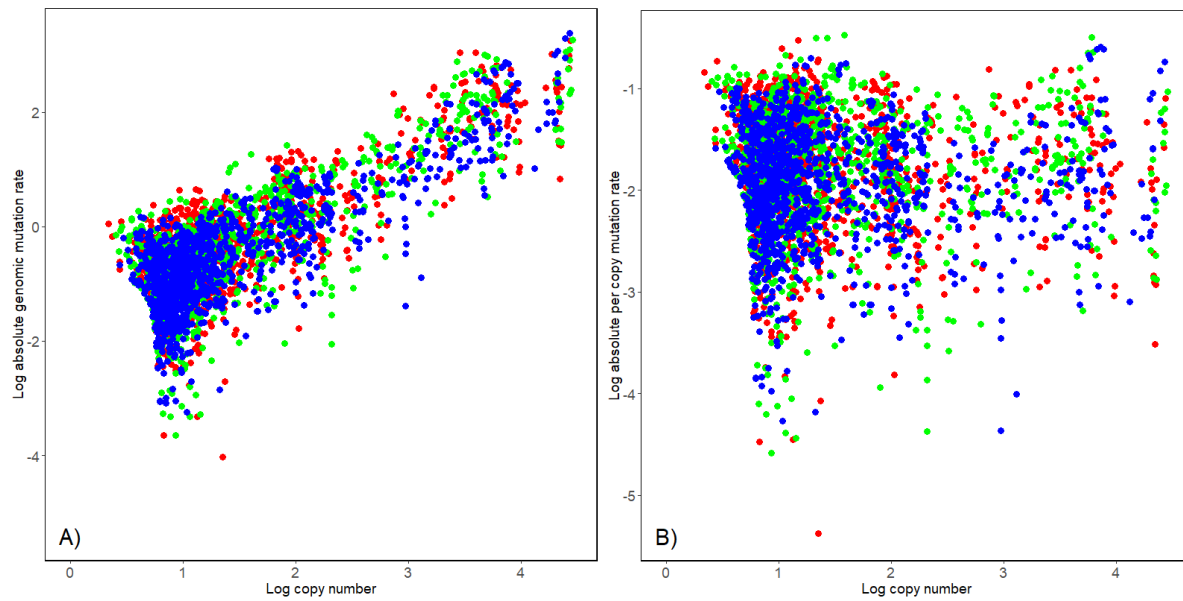 Log absolute genomic mutation rate
2
0
-2
-4
A)
0 1 2 3 4
Log copy number
Log absolute per copy mutation rate
-1
-2
-3
-4
-5
B)
0 1 2 3 4
Log copy number